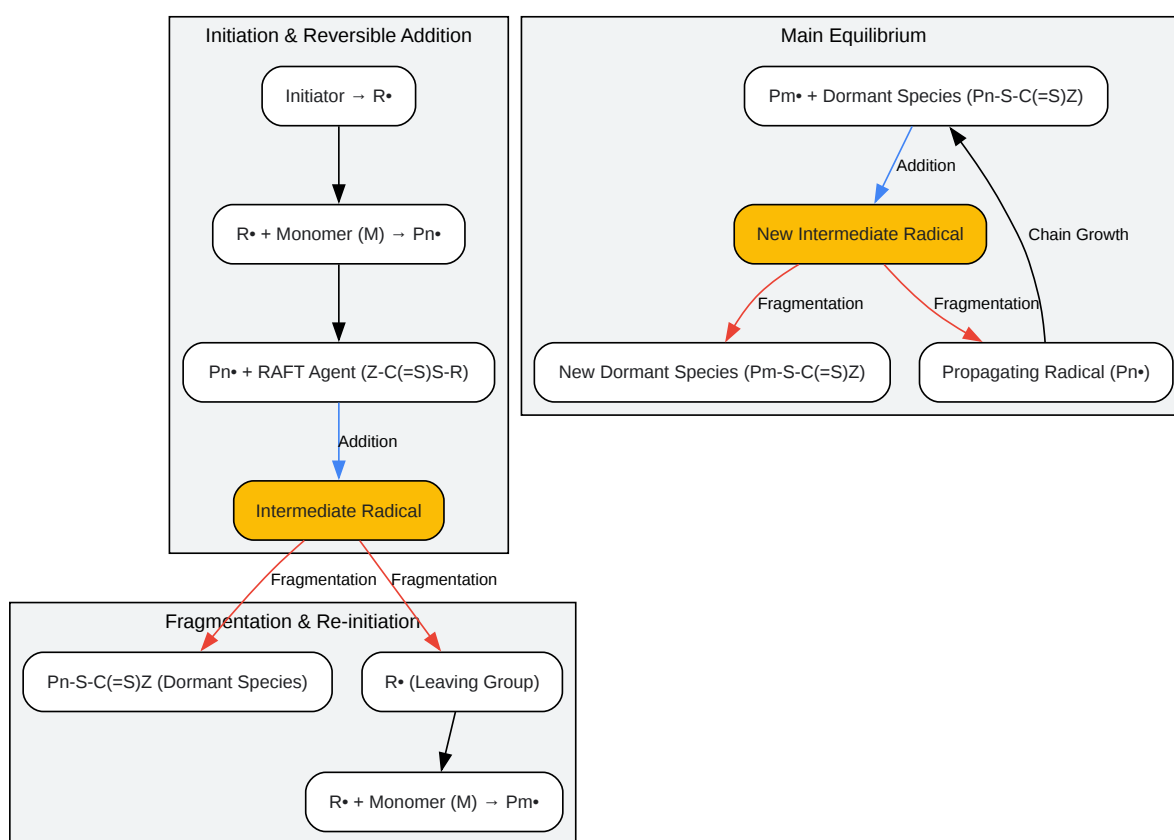 Initiation & Reversible Addition
Initiator → R•
R• + Monomer (M) → Pn•
Pn• + RAFT Agent (Z-C(=S)S-R)
Addition
Intermediate Radical
Fragmentation
Fragmentation
Fragmentation & Re-initiation
Pn-S-C(=S)Z (Dormant Species)
R• (Leaving Group)
R• + Monomer (M) → Pm•
Main Equilibrium
Pm• + Dormant Species (Pn-S-C(=S)Z)
Addition
New Intermediate Radical
Chain Growth
Fragmentation
Fragmentation
New Dormant Species (Pm-S-C(=S)Z)
Propagating Radical (Pn•)